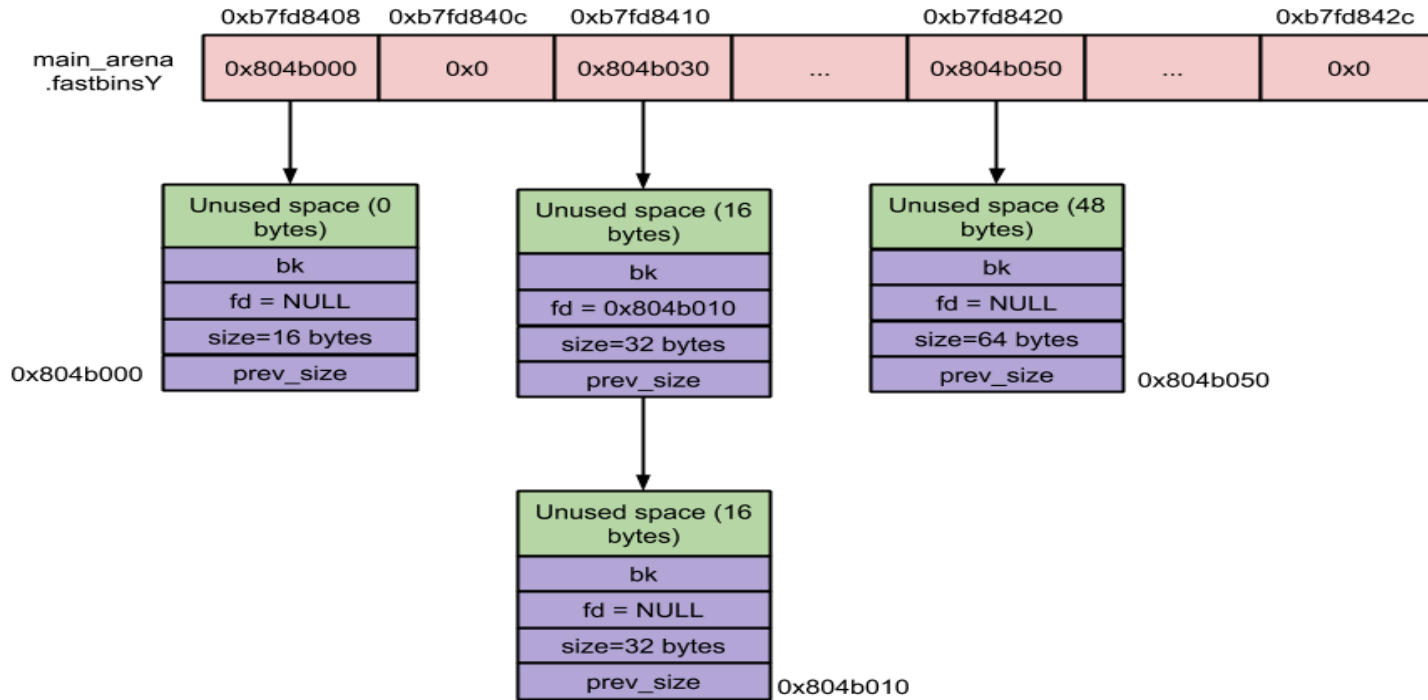 0xb7fd8408 0xb7fd840c 0xb7fd8410 0xb7fd8420 0xb7fd842c
main_arena
.fastbinsY
0x804b000 0x0 0x804b030 ... 0x804b050 ... 0x0
Unused space (0
bytes)
bk
fd = NULL
size=16 bytes
prev_size
0x804b000
Unused space (16
bytes)
bk
fd = 0x804b010
size=32 bytes
prev_size
Unused space (48
bytes)
bk
fd = NULL
size=64 bytes
prev_size
0x804b050
Unused space (16
bytes)
bk
fd = NULL
size=32 bytes
prev_size
0x804b010